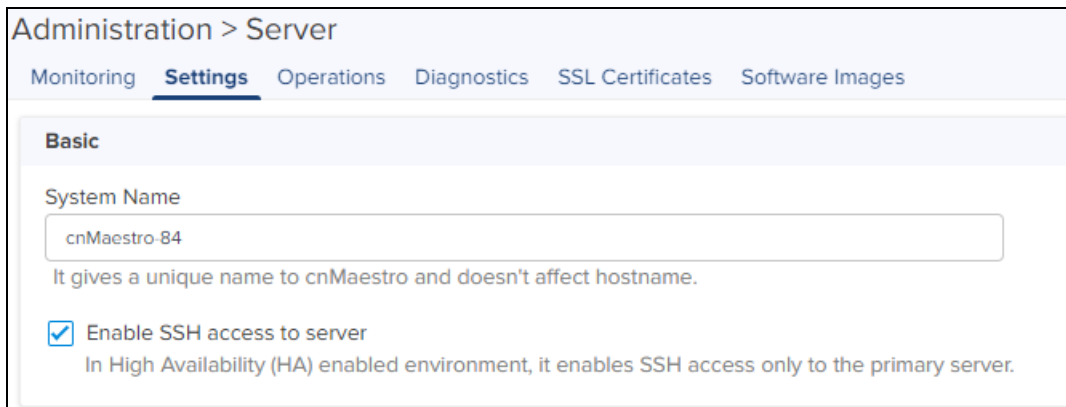 Administration > Server
Monitoring Settings Operations Diagnostics SSL Certificates Software Images
Basic
System Name
cnMaestro-84
It gives a unique name to cnMaestro and doesn't affect hostname.
Enable SSH access to server
In High Availability (HA) enabled environment, it enables SSH access only to the primary server.